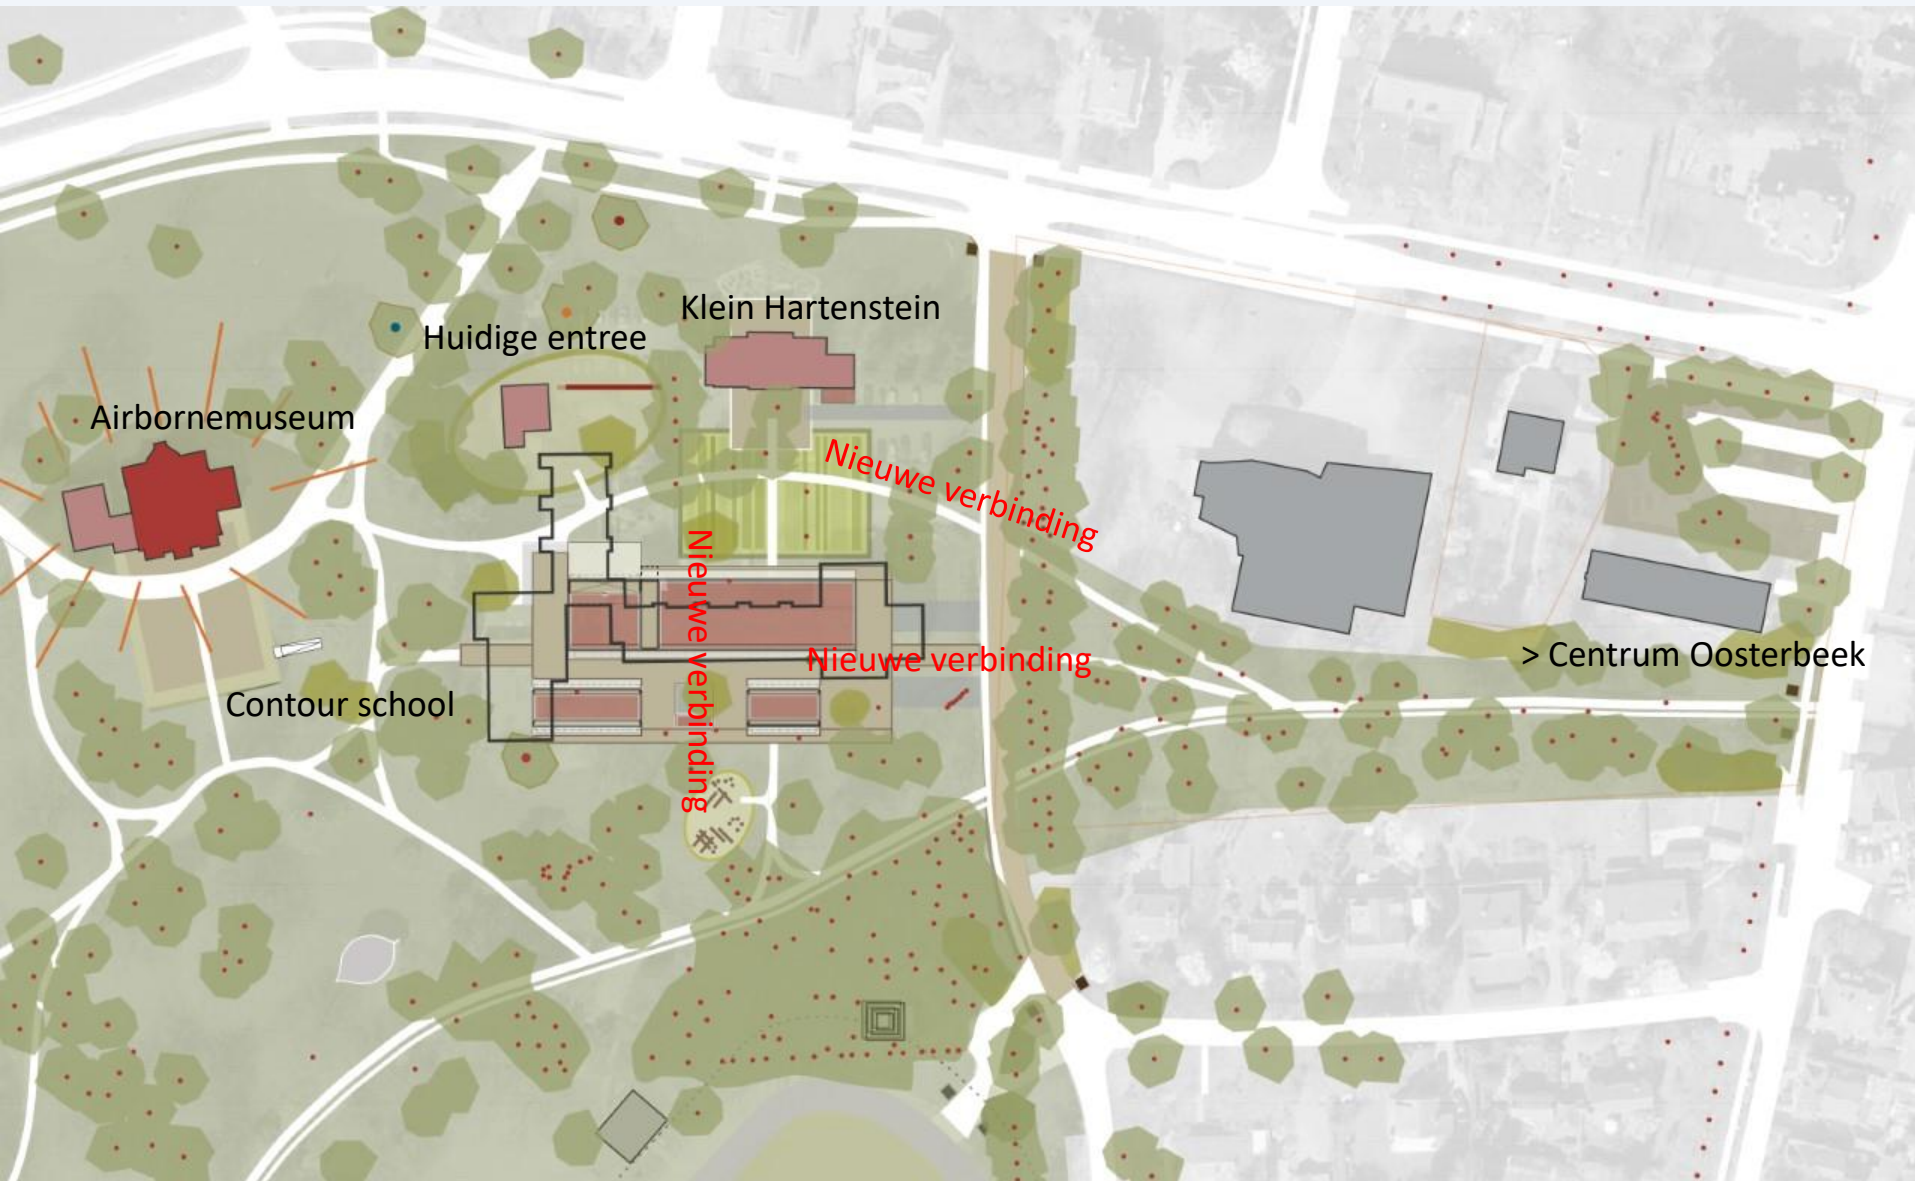 Klein Hartenstein
Huidige entree
Airbornemuseum
Nieuwe verbinding
Nieuwe verbinding
Nieuwe verbinding
> Centrum Oosterbeek
Contour school